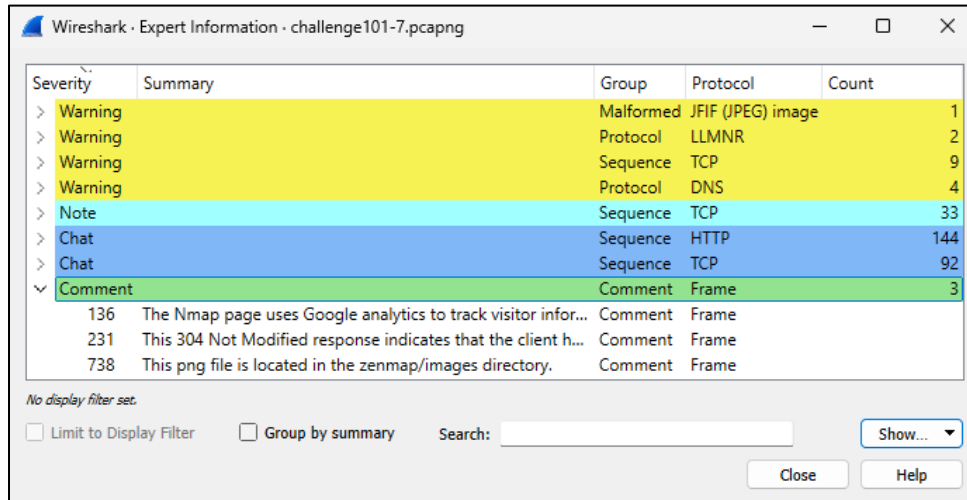 Wireshark · Expert Information · challenge101-7.pcapng
Severity Summary Group Protocol Count
Warning Malformed JFIF (JPEG) image 1
Warning Protocol LLMNR 2
Warning Sequence TCP 9
Warning Protocol DNS 4
Note Sequence TCP 33
Chat Sequence HTTP 144
Chat Sequence TCP 92
Comment Comment Frame 3
136 The Nmap page uses Google analytics to track visitor infor... Comment Frame
231 This 304 Not Modified response indicates that the client h... Comment Frame
738 This png file is located in the zenmap/images directory. Comment Frame
No display filter set.
Limit to Display Filter Group by summary Search: Show...
Close Help